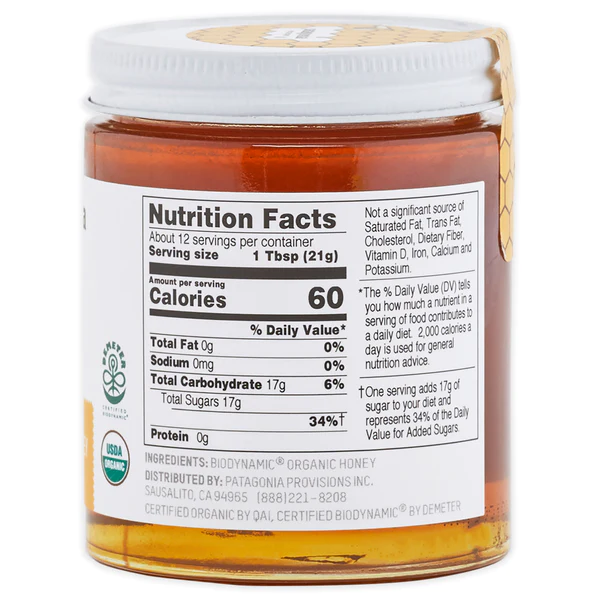 a
Nutrition Facts
About 12 servings per container
Serving size 1 Tbsp (21g)
Amount per serving
Calories 60
% Daily Value*
Total Fat 0g 0%
Sodium 0mg 0%
Total Carbohydrate 17g 6%
Total Sugars 17g
34%†
Protein 0g
Not a significant source of
Saturated Fat, Trans Fat,
Cholesterol, Dietary Fiber,
Vitamin D, Iron, Calcium and
Potassium.
*The % Daily Value (DV) tells
you how much a nutrient in a
serving of food contributes to
a daily diet. 2,000 calories a
day is used for general
nutrition advice.
†One serving adds 17g of
sugar to your diet and
represents 34% of the Daily
Value for Added Sugars.
DEMETER
CERTIFIED
BIODYNAMIC®
USDA
ORGANIC
INGREDIENTS: BIODYNAMIC® ORGANIC HONEY
DISTRIBUTED BY: PATAGONIA PROVISIONS INC.
SAUSALITO, CA 94965 (888)221-8208
CERTIFIED ORGANIC BY QAI, CERTIFIED BIODYNAMIC® BY DEMETER